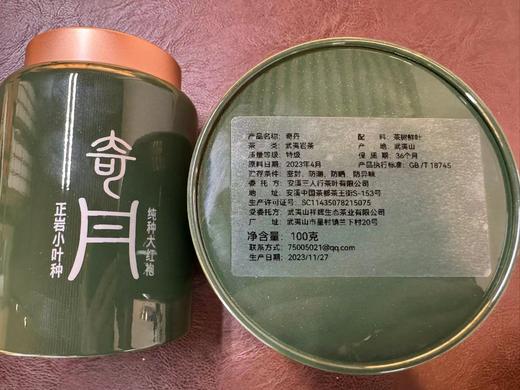 奇丹
纯种大红袍
正岩小叶种
产品名称: 奇丹 配 料: 茶树鲜叶
茶 类: 武夷岩茶 产 地: 武夷山
质量等级: 特级 保 质 期: 36个月
原料日期: 2023年4月 产品执行标准: GB/T 18745
贮存条件: 密封、防潮、防晒、防异味
委 托 方: 安溪三人行茶叶有限公司
厂 址: 安溪中国茶都茶王街S-153号
生产许可证号: SC11435078215075
受委托方: 武夷山祥辉生态茶业有限公司
厂 址: 武夷山市星村镇兰下村20号
净含量: 100克
联系方式: 75005021@qq.com
生产日期: 2023/11/27